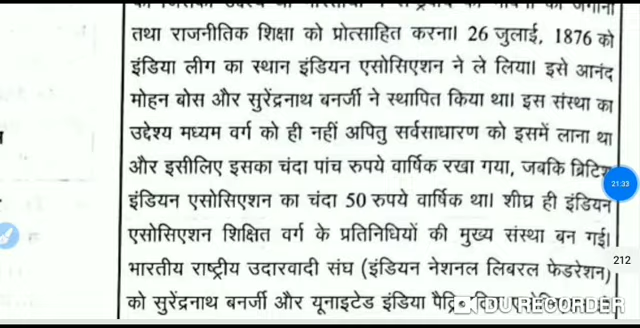 तथा राजनीतिक शिक्षा को प्रोत्साहित करना। 26 जुलाई, 1876 को
इंडिया लीग का स्थान इंडियन एसोसिएशन ने ले लिया। इसे आनंद
मोहन बोस और सुरेंद्रनाथ बनर्जी ने स्थापित किया था। इस संस्था का
उद्देश्य मध्यम वर्ग को ही नहीं अपितु सर्वसाधारण को इसमें लाना था
और इसीलिए इसका चंदा पांच रुपये वार्षिक रखा गया, जबकि ब्रिटिश
21:33
इंडियन एसोसिएशन का चंदा 50 रुपये वार्षिक था। शीघ्र ही इंडियन
एसोसिएशन शिक्षित वर्ग के प्रतिनिधियों की मुख्य संस्था बन गई।
212
भारतीय राष्ट्रीय उदारवादी संघ (इंडियन नेशनल लिबरल फेडरेशन)
को सुरेंद्रनाथ बनर्जी और यूनाइटेड इंडिया
DU RECORDER